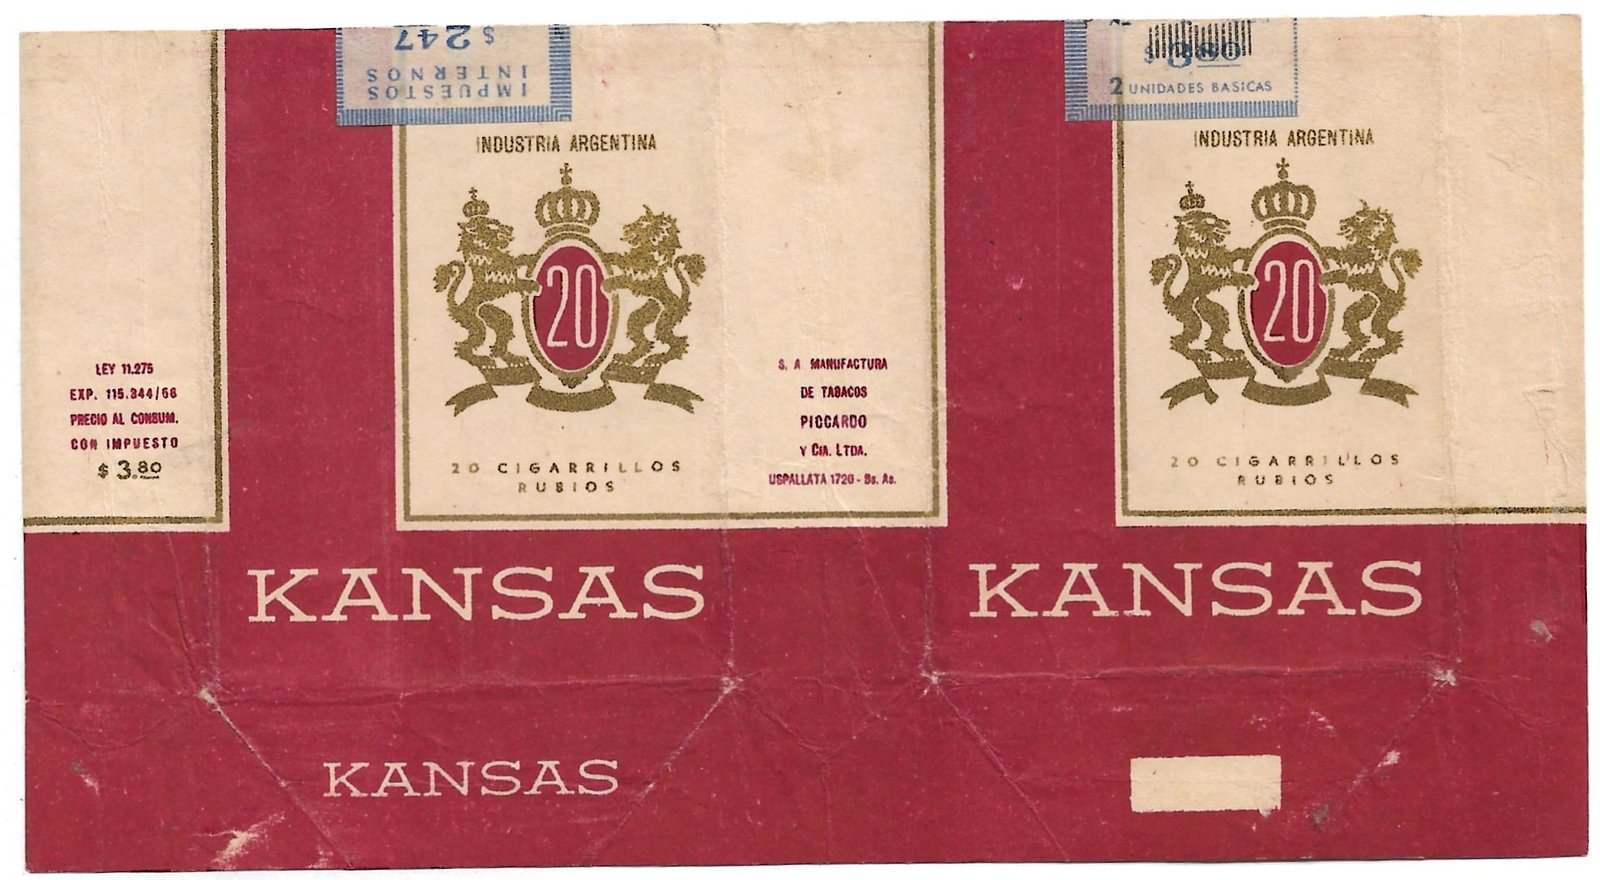 $ 247
IMPUESTOS
INTERNOS
2 UNIDADES BASICAS
LEY 11.275
EXP. 115.344/56
PRECIO AL CONSUM.
CON IMPUESTO
$ 3.80
INDUSTRIA ARGENTINA
20
20 CIGARRILLOS
RUBIOS
S. A MANUFACTURA
DE TABACOS
PICCARDO
Y CIA. LTDA.
USPALLATA 1720 - Bs. As.
INDUSTRIA ARGENTINA
20
20 CIGARRILLOS
RUBIOS
KANSAS
KANSAS
KANSAS